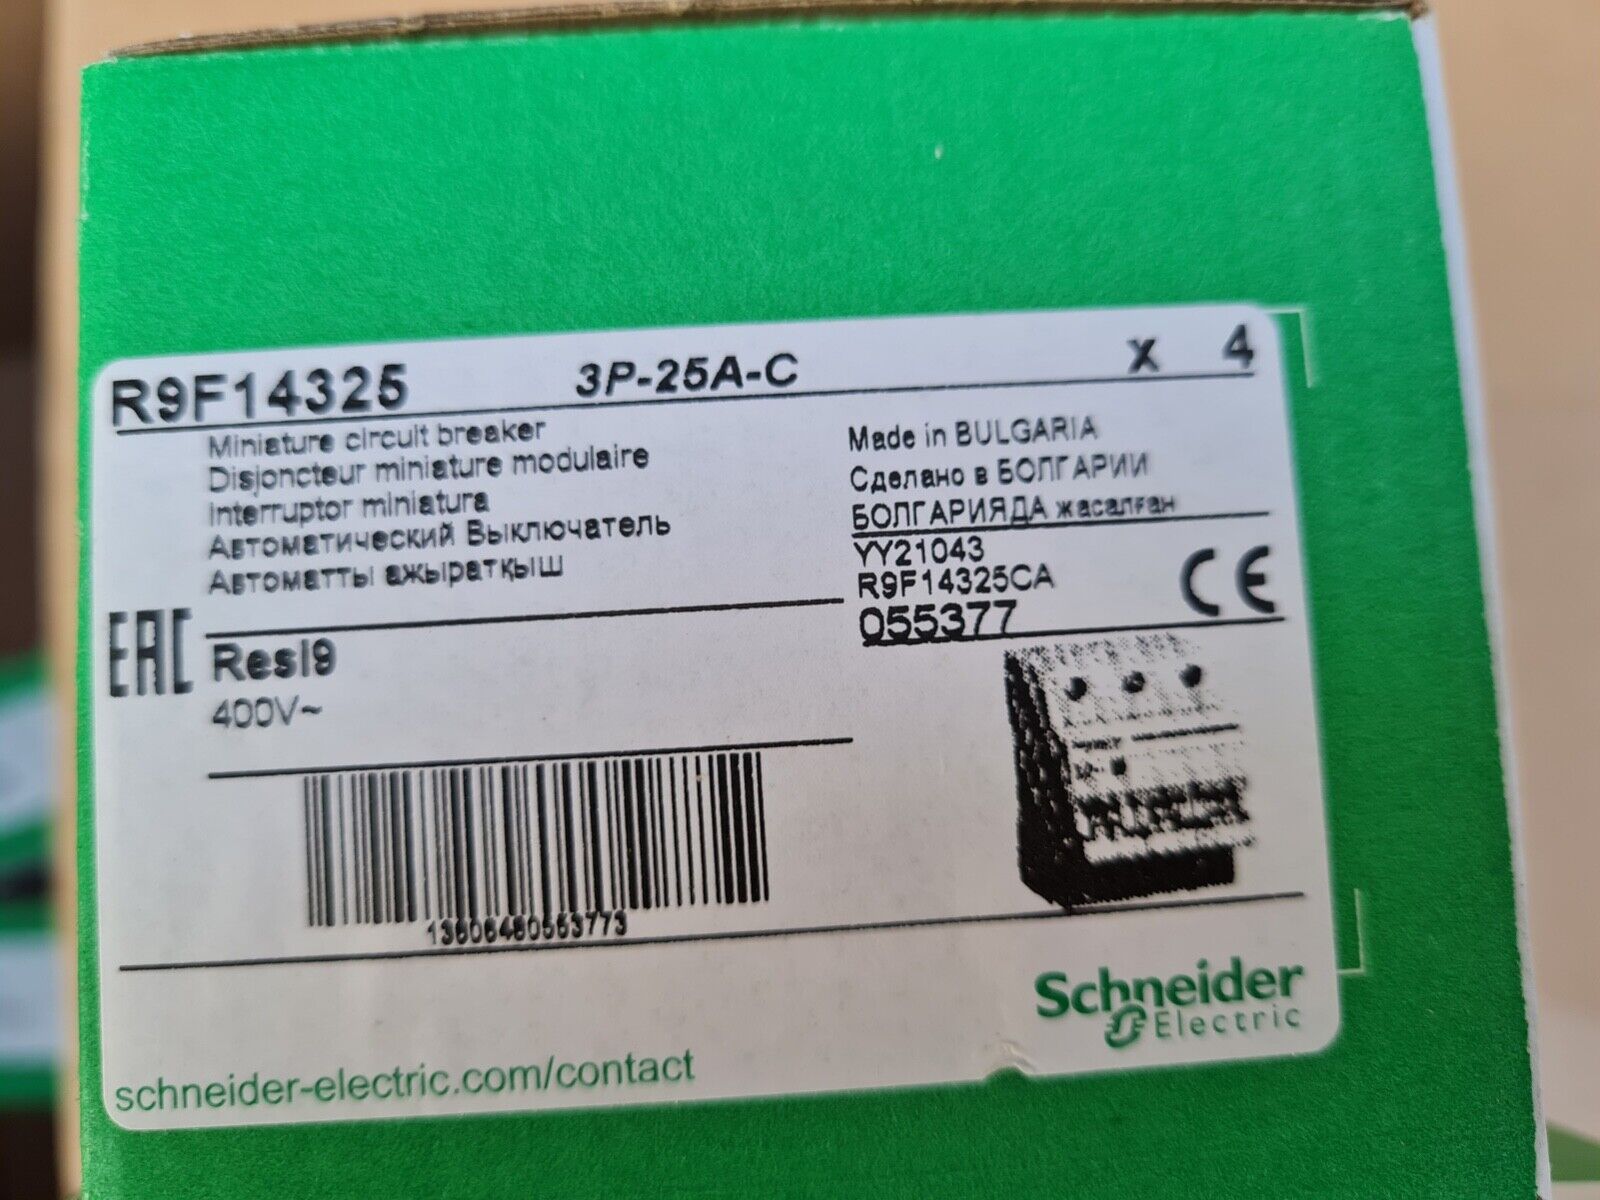 R9F14325 3P-25A-C x 4
Miniature circuit breaker
Disjoncteur miniature modulaire
Interruptor miniatura
Автоматический Выключатель
Автоматты ажыратқыш
Made in BULGARIA
Сделано в БОЛГАРИИ
БОЛГАРИЯДА жасалған
YY21043
R9F14325CA
055377
CE
EAC
Resi9
400V~
13606480553773
Schneider
Electric
schneider-electric.com/contact